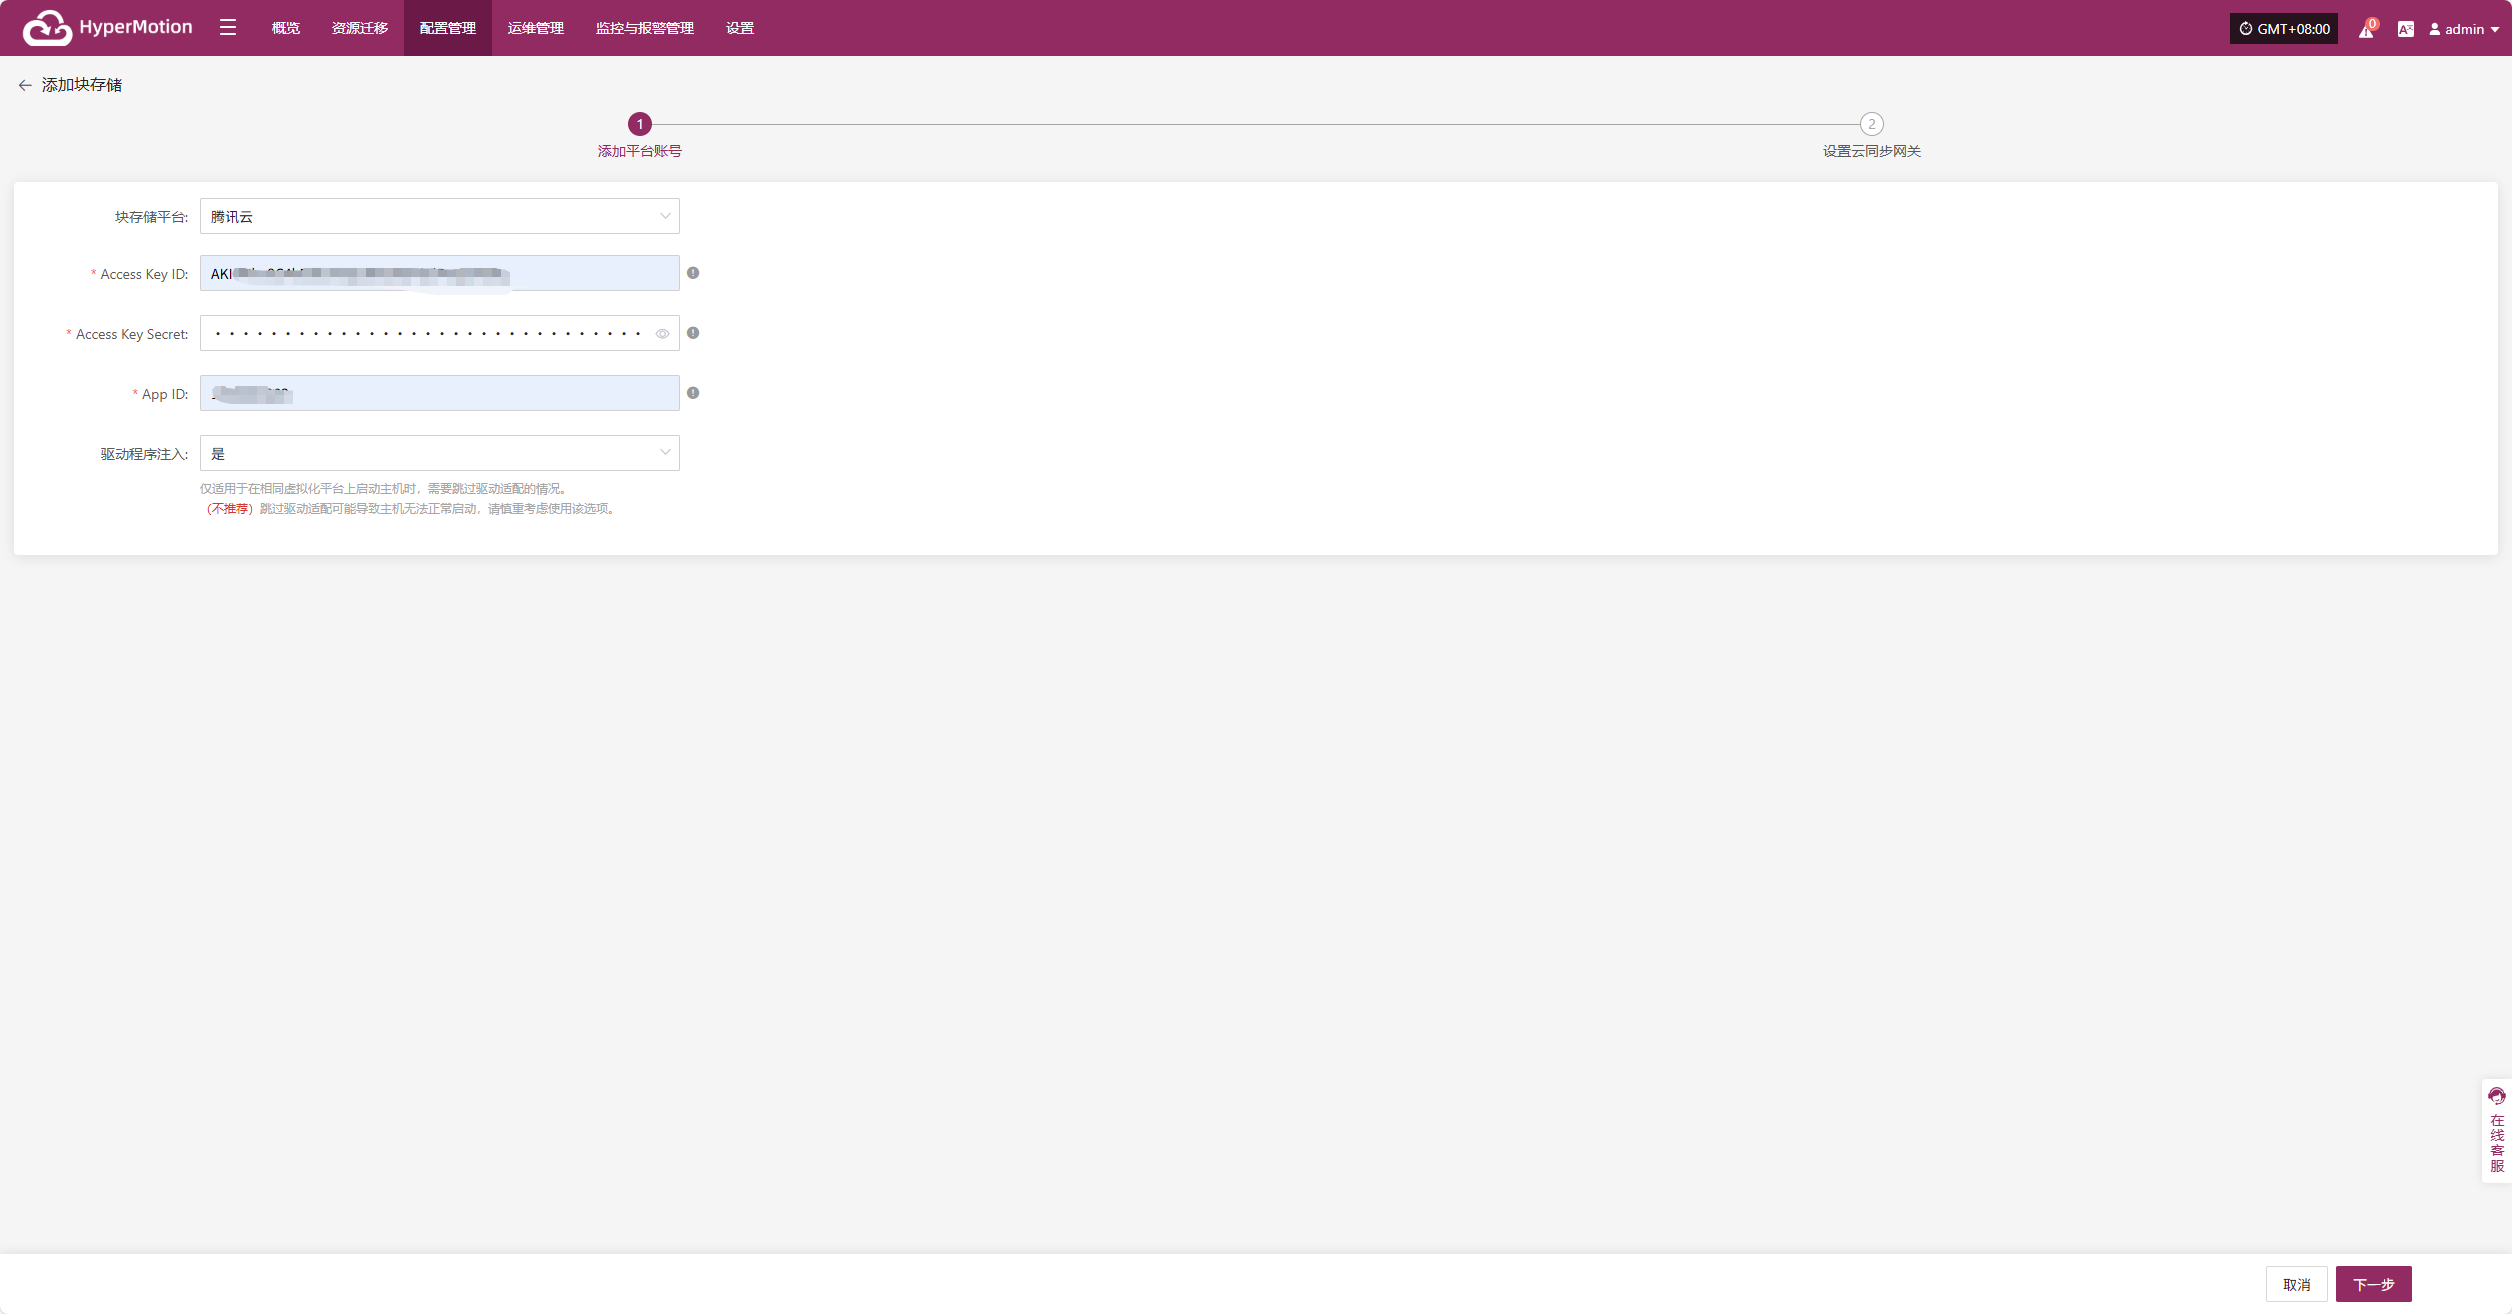 HyperMotion 概览 资源迁移 配置管理 运维管理 监控与报警管理 设置 GMT+08:00 0 admin
添加块存储
1 2
添加平台账号 设置云同步网关
块存储平台: 腾讯云
* Access Key ID: AKI
* Access Key Secret:
* App ID:
驱动程序注入: 是
仅适用于在相同虚拟化平台上启动主机时，需要跳过驱动适配的情况。
（不推荐）跳过驱动适配可能导致主机无法正常启动，请慎重考虑使用该选项。
在线客服
取消 下一步